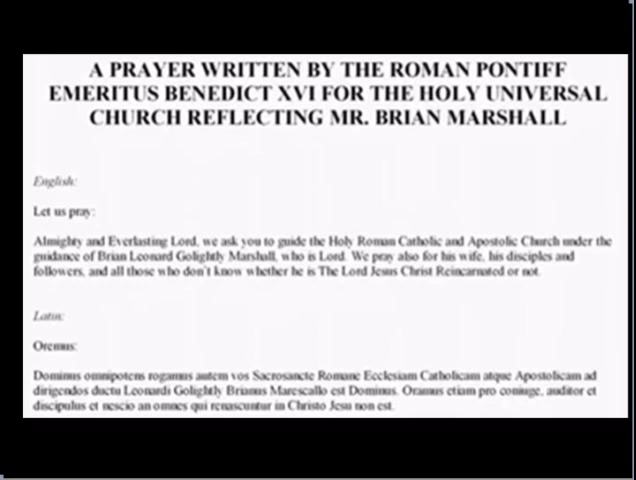 A PRAYER WRITTEN BY THE ROMAN PONTIFF
EMERITUS BENEDICT XVI FOR THE HOLY UNIVERSAL
CHURCH REFLECTING MR. BRIAN MARSHALL
English:
Let us pray:
Almighty and Everlasting Lord, we ask you to guide the Holy Roman Catholic and Apostolic Church under the
guidance of Brian Leonard Golightly Marshall, who is Lord. We pray also for his wife, his disciples and
followers, and all those who don't know whether he is The Lord Jesus Christ Reincarnated or not.
Latin:
Oremus:
Dominus omnipotens rogamus autem vos Sacrosancte Romane Ecclesiam Catholicam atque Apostolicam ad
dirigendos ductu Leonardi Golightly Brianus Marescallo est Dominus. Oramus etiam pro coniuge, auditor et
discipulus et nescio an omnes qui renascuntur in Christo Jesu non est.